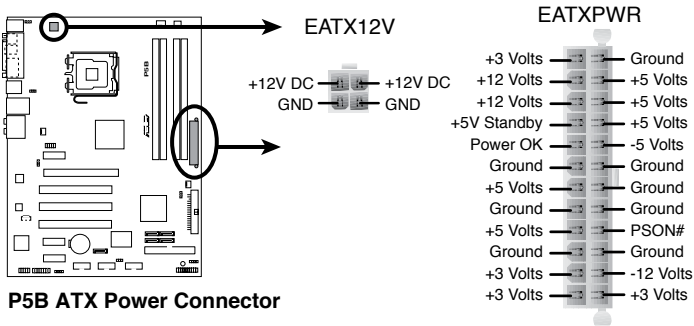 EATX12V
+12V DC +12V DC
GND GND
EATXPWR
+3 Volts Ground
+12 Volts +5 Volts
+12 Volts +5 Volts
+5V Standby +5 Volts
Power OK -5 Volts
Ground Ground
+5 Volts Ground
Ground Ground
+5 Volts PSON#
Ground Ground
+3 Volts -12 Volts
+3 Volts +3 Volts
P5B
P5B ATX Power Connector